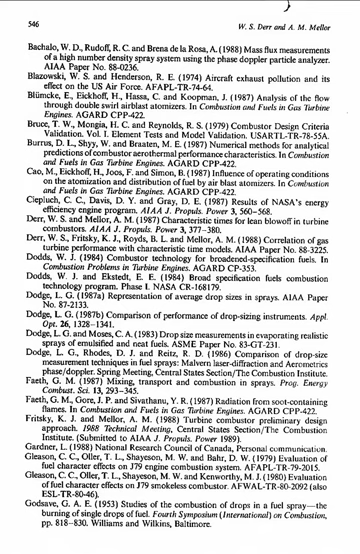 546 W. S. Derr and A. M. Mellor
Bachalo, W. D., Rudoff, R. C. and Brena de la Rosa, A. (1988) Mass flux measurements
of a high number density spray system using the phase doppler particle analyzer.
AIAA Paper No. 88-0236.
Blazowski, W. S. and Henderson, R. E. (1974) Aircraft exhaust pollution and its
effect on the US Air Force. AFAPL-TR-74-64.
Blümcke, E., Eickhoff, H., Hassa, C. and Koopman, J. (1987) Analysis of the flow
through double swirl airblast atomizers. In Combustion and Fuels in Gas Turbine
Engines. AGARD CPP-422.
Bruce, T. W., Mongia, H. C. and Reynolds, R. S. (1979) Combustor Design Criteria
Validation. Vol. I. Element Tests and Model Validation. USARTL-TR-78-55A.
Burrus, D. L., Shyy, W. and Braaten, M. E. (1987) Numerical methods for analytical
predictions of combustor aerothermal performance characteristics. In Combustion
and Fuels in Gas Turbine Engines. AGARD CPP-422.
Cao, M., Eickhoff, H., Joos, F. and Simon, B. (1987) Influence of operating conditions
on the atomization and distribution of fuel by air blast atomizers. In Combustion
and Fuels in Gas Turbine Engines. AGARD CPP-422.
Ciepluch, C. C., Davis, D. Y. and Gray, D. E. (1987) Results of NASA's energy
efficiency engine program. AIAA J. Propuls. Power 3, 560–568.
Derr, W. S. and Mellor, A. M. (1987) Characteristic times for lean blowoff in turbine
combustors. AIAA J. Propuls. Power 3, 377–380.
Derr, W. S., Fritsky, K. J., Royds, B. L. and Mellor, A. M. (1988) Correlation of gas
turbine performance with characteristic time models. AIAA Paper No. 88-3225.
Dodds, W. J. (1984) Combustor technology for broadened-specification fuels. In
Combustion Problems in Turbine Engines. AGARD CP-353.
Dodds, W. J. and Ekstedt, E. E. (1984) Broad specification fuels combustion
technology program. Phase I. NASA CR-168179.
Dodge, L. G. (1987a) Representation of average drop sizes in sprays. AIAA Paper
No. 87-2133.
Dodge, L. G. (1987b) Comparison of performance of drop-sizing instruments. Appl.
Opt. 26, 1328–1341.
Dodge, L. G. and Moses, C. A. (1983) Drop size measurements in evaporating realistic
sprays of emulsified and neat fuels. ASME Paper No. 83-GT-231.
Dodge, L. G., Rhodes, D. J. and Reitz, R. D. (1986) Comparison of drop-size
measurement techniques in fuel sprays: Malvern laser-diffraction and Aerometrics
phase/doppler. Spring Meeting, Central States Section/The Combustion Institute.
Faeth, G. M. (1987) Mixing, transport and combustion in sprays. Prog. Energy
Combust. Sci. 13, 293–345.
Faeth, G. M., Gore, J. P. and Sivathanu, Y. R. (1987) Radiation from soot-containing
flames. In Combustion and Fuels in Gas Turbine Engines. AGARD CPP-422.
Fritsky, K. J. and Mellor, A. M. (1988) Turbine combustor preliminary design
approach. 1988 Technical Meeting, Central States Section/The Combustion
Institute. (Submitted to AIAA J. Propuls. Power 1989).
Gardner, L. (1988) National Research Council of Canada, Personal communication.
Gleason, C. C., Oller, T. L., Shayeson, M. W. and Bahr, D. W. (1979) Evaluation of
fuel character effects on J79 engine combustion system. AFAPL-TR-79-2015.
Gleason, C. C., Oller, T. L., Shayeson, M. W. and Kenworthy, M. J. (1980) Evaluation
of fuel character effects on J79 smokeless combustor. AFWAL-TR-80-2092 (also
ESL-TR-80-46).
Godsave, G. A. E. (1953) Studies of the combustion of drops in a fuel spray—the
burning of single drops of fuel. Fourth Symposium (International) on Combustion,
pp. 818–830. Williams and Wilkins, Baltimore.